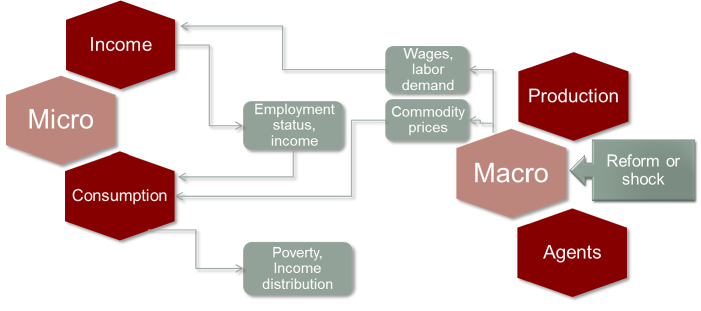 Income
Micro
Consumption
Employment
status,
income
Poverty,
Income
distribution
Wages,
labor
demand
Commodity
prices
Production
Macro
Agents
Reform or
shock